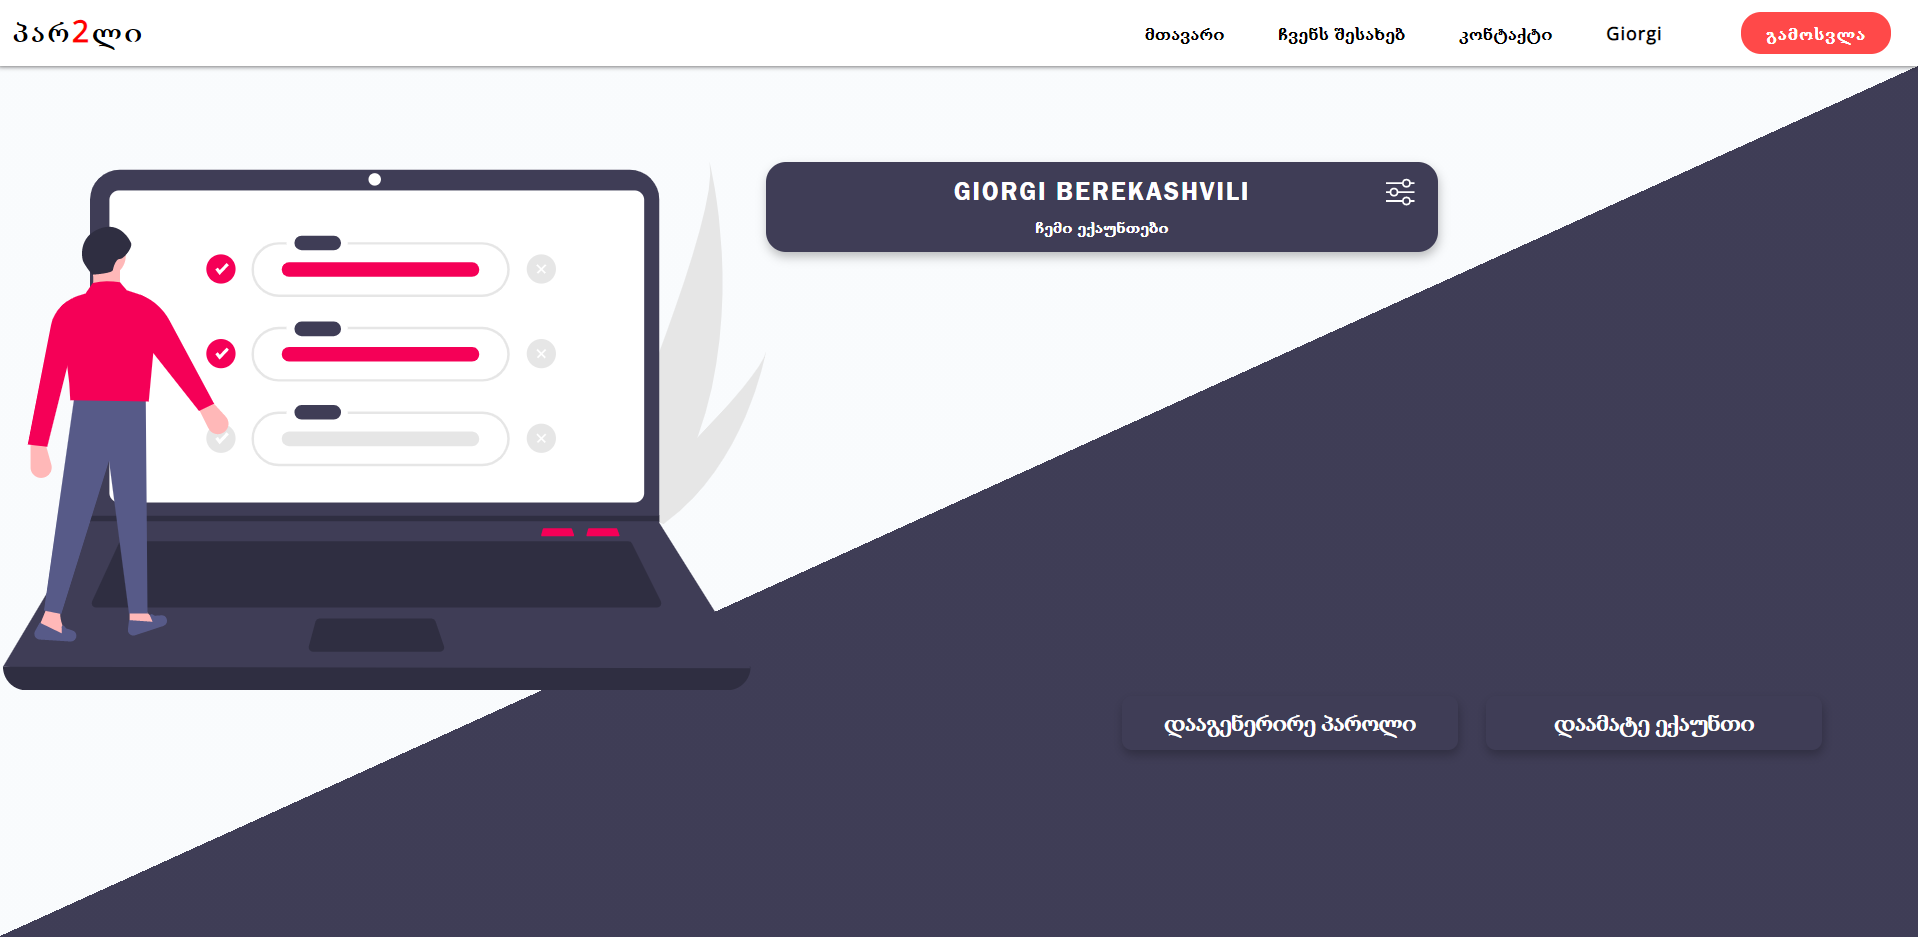 პარ2ლი
მთავარი ჩვენს შესახებ კონტაქტი Giorgi გამოსვლა
GIORGI BEREKASHVILI
ჩემი ექაუნთები
დააგენერირე პაროლი დაამატე ექაუნთი